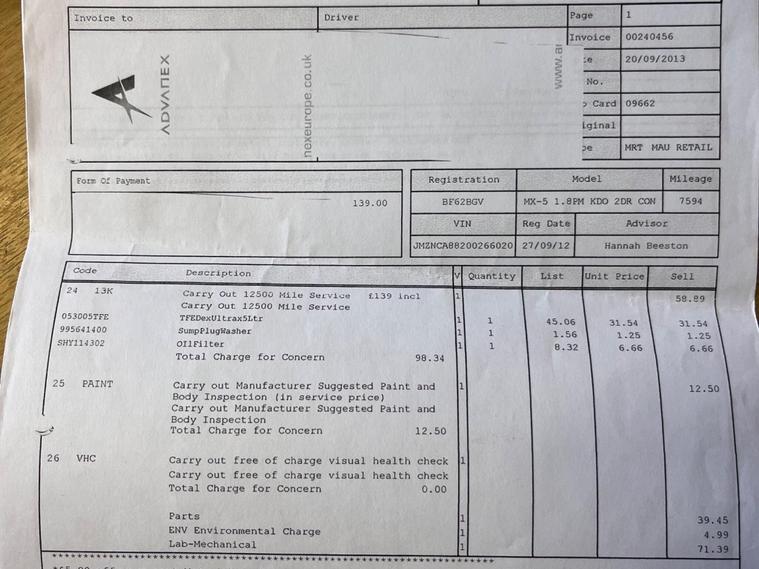 Invoice to Driver Page 1
Invoice 00240456
20/09/2013
No.
Card 09662
iginal
MRT MAU RETAIL
ADVANEX
nexeurope.co.uk
www.a
Form Of Payment
139.00
Registration Model Mileage
BF62BGV MX-5 1.8PM KDO 2DR CON 7594
VIN Reg Date Advisor
JMZNCA88200266020 27/09/12 Hannah Beeston
Code Description V Quantity List Unit Price Sell
24 13K Carry Out 12500 Mile Service £139 incl 1 58.89
Carry Out 12500 Mile Service
053005TFE TFEDexUltrax5Ltr 1 1 45.06 31.54 31.54
995641400 SumpPlugWasher 1 1 1.56 1.25 1.25
SHY114302 OIlFilter 1 1 8.32 6.66 6.66
Total Charge for Concern 98.34
25 PAINT Carry out Manufacturer Suggested Paint and 1 12.50
Body Inspection (in service price)
Carry out Manufacturer Suggested Paint and
Body Inspection
Total Charge for Concern 12.50
26 VHC Carry out free of charge visual health check 1
Carry out free of charge visual health check
Total Charge for Concern 0.00
Parts 1 39.45
ENV Environmental Charge 1 4.99
Lab-Mechanical 1 71.39